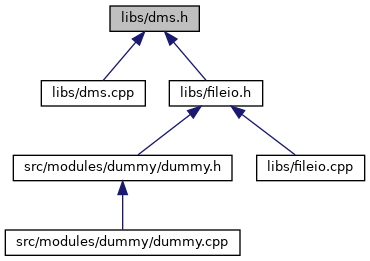 libs/dms.h
libs/dms.cpp
libs/fileio.h
src/modules/dummy/dummy.h
libs/fileio.cpp
src/modules/dummy/dummy.cpp